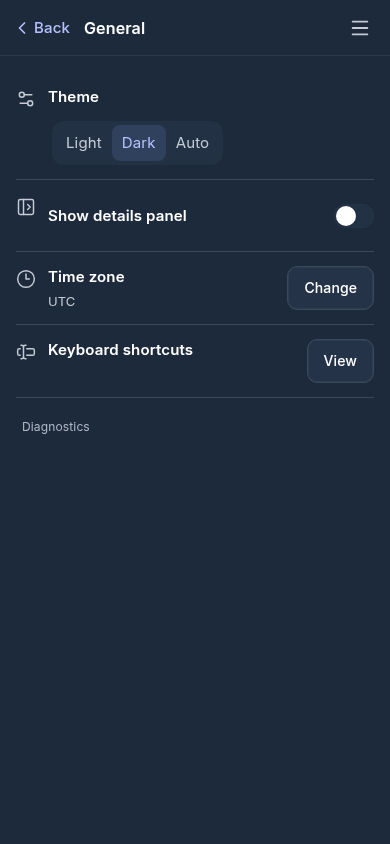 Back General
Theme
Light Dark Auto
Show details panel
Time zone
UTC
Change
Keyboard shortcuts
View
Diagnostics